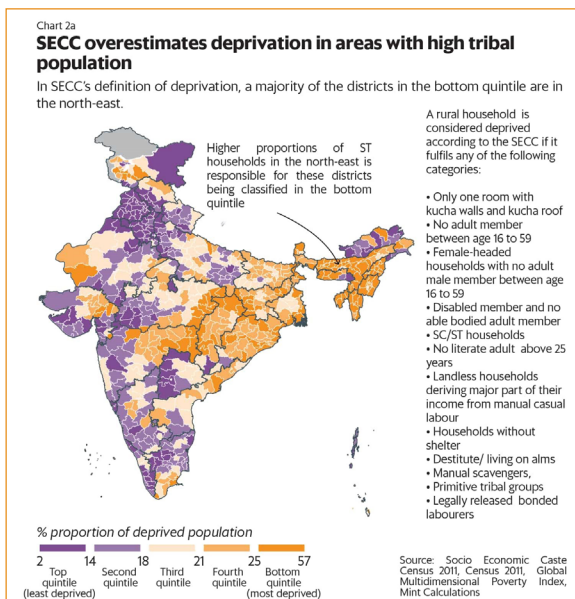 Chart 2a
SECC overestimates deprivation in areas with high tribal
population
In SECC's definition of deprivation, a majority of the districts in the bottom quintile are in
the north-east.
Higher proportions of ST
households in the north-east is
responsible for these districts
being classified in the bottom
quintile
A rural household is
considered deprived
according to the SECC if it
fulfils any of the following
categories:
• Only one room with
kucha walls and kucha roof
• No adult member
between age 16 to 59
• Female-headed
households with no adult
male member between age
16 to 59
• Disabled member and no
able bodied adult member
• SC/ST households
• No literate adult above 25
years
• Landless households
deriving major part of their
income from manual casual
labour
• Households without
shelter
• Destitute/ living on alms
• Manual scavengers,
• Primitive tribal groups
• Legally released bonded
labourers
% proportion of deprived population
2 14 18 21 25 57
Top
quintile
(least deprived)
Second
quintile
Third
quintile
Fourth
quintile
Bottom
quintile
(most deprived)
Source: Socio Economic Caste
Census 2011, Census 2011, Global
Multidimensional Poverty Index,
Mint Calculations